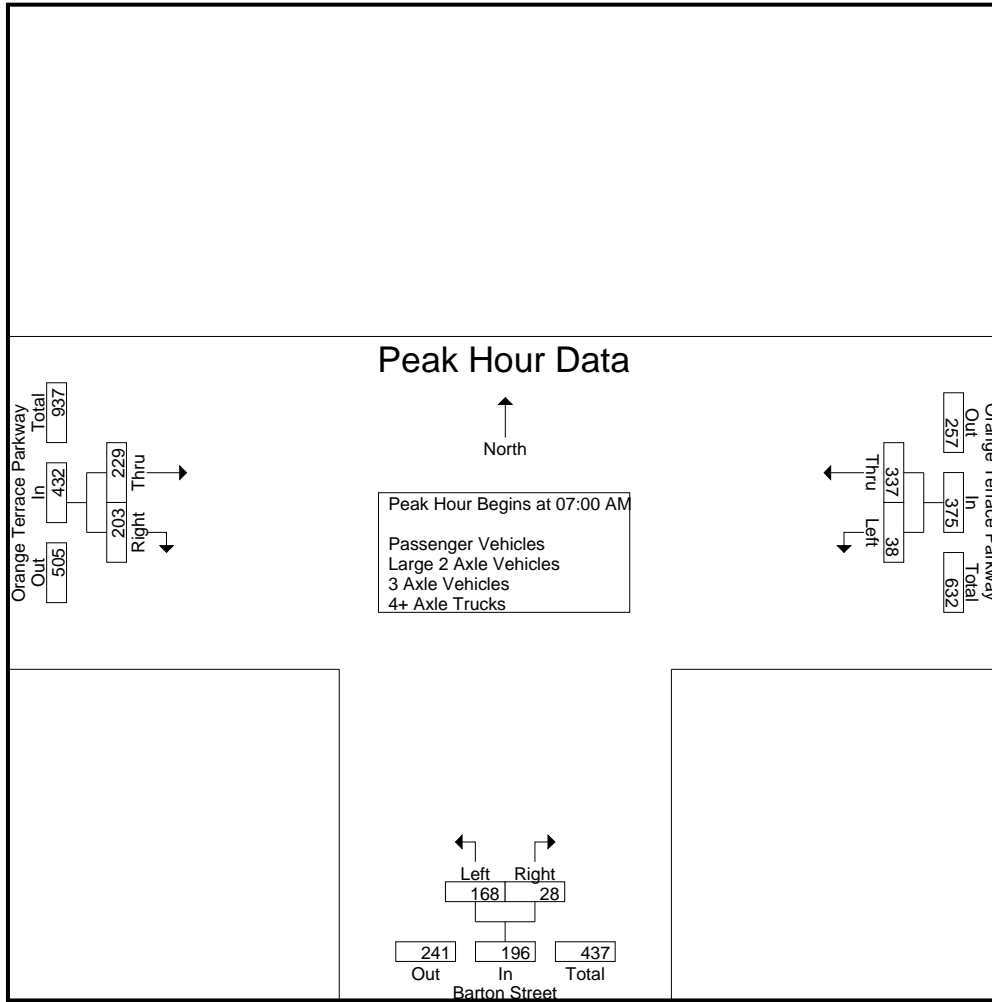 Peak Hour Data
North
Peak Hour Begins at 07:00 AM
Passenger Vehicles
Large 2 Axle Vehicles
3 Axle Vehicles
4+ Axle Trucks
Orange Terrace Parkway
Out In Total
505 432 937
Right Thru
203 229
Orange Terrace Parkway
Out In Total
257 375 632
Thru Left
337 38
Left Right
168 28
241 196 437
Out In Total
Barton Street